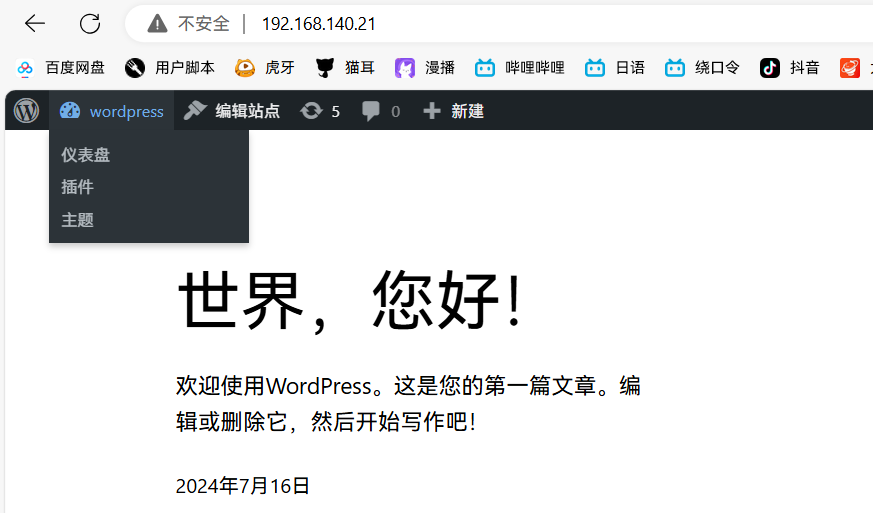 不安全 | 192.168.140.21
百度网盘 用户脚本 虎牙 猫耳 漫播 哔哩哔哩 日语 绕口令 抖音
wordpress 编辑站点 5 0 新建
仪表盘
插件
主题
世界，您好！
欢迎使用WordPress。这是您的第一篇文章。编
辑或删除它，然后开始写作吧！
2024年7月16日